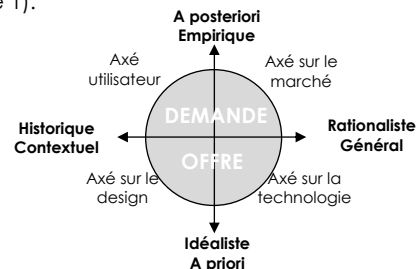 e 1).
A posteriori
Empirique
Axé
utilisateur
Axé sur le
marché
DEMANDE
Historique
Contextuel
Rationaliste
Général
OFFRE
Axé sur le
design
Axé sur la
technologie
Idéaliste
A priori